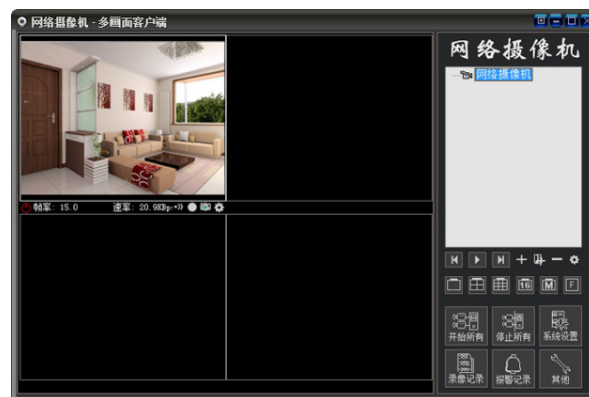 网络摄像机 - 多画面客户端
网络摄像机
网络摄像机
帧率: 15.0 速率: 20.9KBp
16 M F
开始所有 停止所有 系统设置
录像记录 报警记录 其他